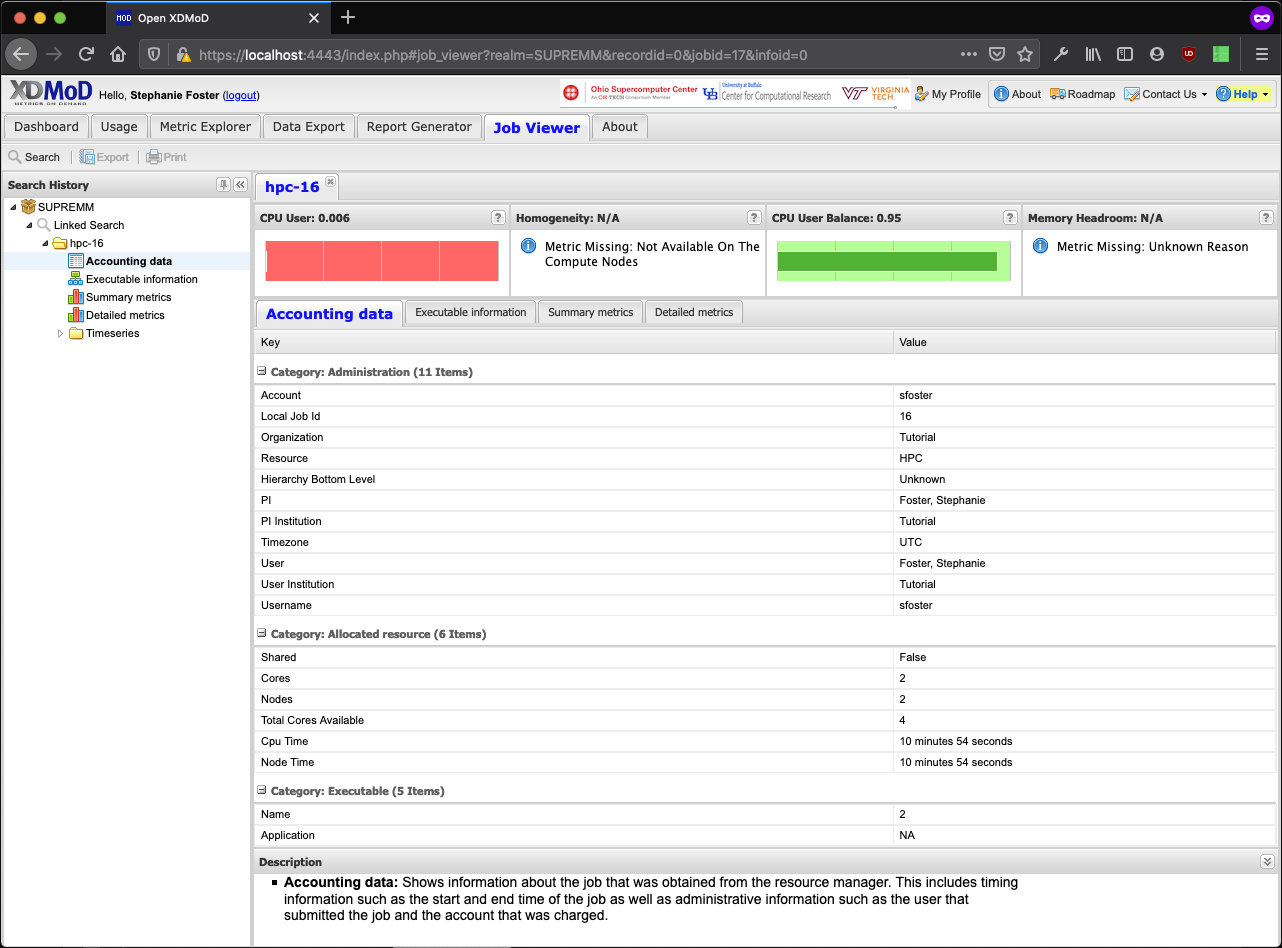 MOD Open XDMoD
https://localhost:4443/index.php#job_viewer?realm=SUPREMM&recordid=0&jobid=17&infoid=0
XDMoD
METRICS ON DEMAND
Hello, Stephanie Foster (logout)
Ohio Supercomputer Center
An OH·TECH Consortium Member
UB
University at Buffalo
Center for Computational Research
VT VIRGINIA TECH.
My Profile
About
Roadmap
Contact Us
Help
Dashboard
Usage
Metric Explorer
Data Export
Report Generator
Job Viewer
About
Search
Export
Print
Search History
SUPREMM
Linked Search
hpc-16
Accounting data
Executable information
Summary metrics
Detailed metrics
Timeseries
hpc-16
CPU User: 0.006 ?
Homogeneity: N/A ?
CPU User Balance: 0.95 ?
Memory Headroom: N/A ?
Metric Missing: Not Available On The
Compute Nodes
Metric Missing: Unknown Reason
Accounting data
Executable information
Summary metrics
Detailed metrics
Key Value
Category: Administration (11 Items)
Account sfoster
Local Job Id 16
Organization Tutorial
Resource HPC
Hierarchy Bottom Level Unknown
PI Foster, Stephanie
PI Institution Tutorial
Timezone UTC
User Foster, Stephanie
User Institution Tutorial
Username sfoster
Category: Allocated resource (6 Items)
Shared False
Cores 2
Nodes 2
Total Cores Available 4
Cpu Time 10 minutes 54 seconds
Node Time 10 minutes 54 seconds
Category: Executable (5 Items)
Name 2
Application NA
Description
Accounting data: Shows information about the job that was obtained from the resource manager. This includes timing
information such as the start and end time of the job as well as administrative information such as the user that
submitted the job and the account that was charged.